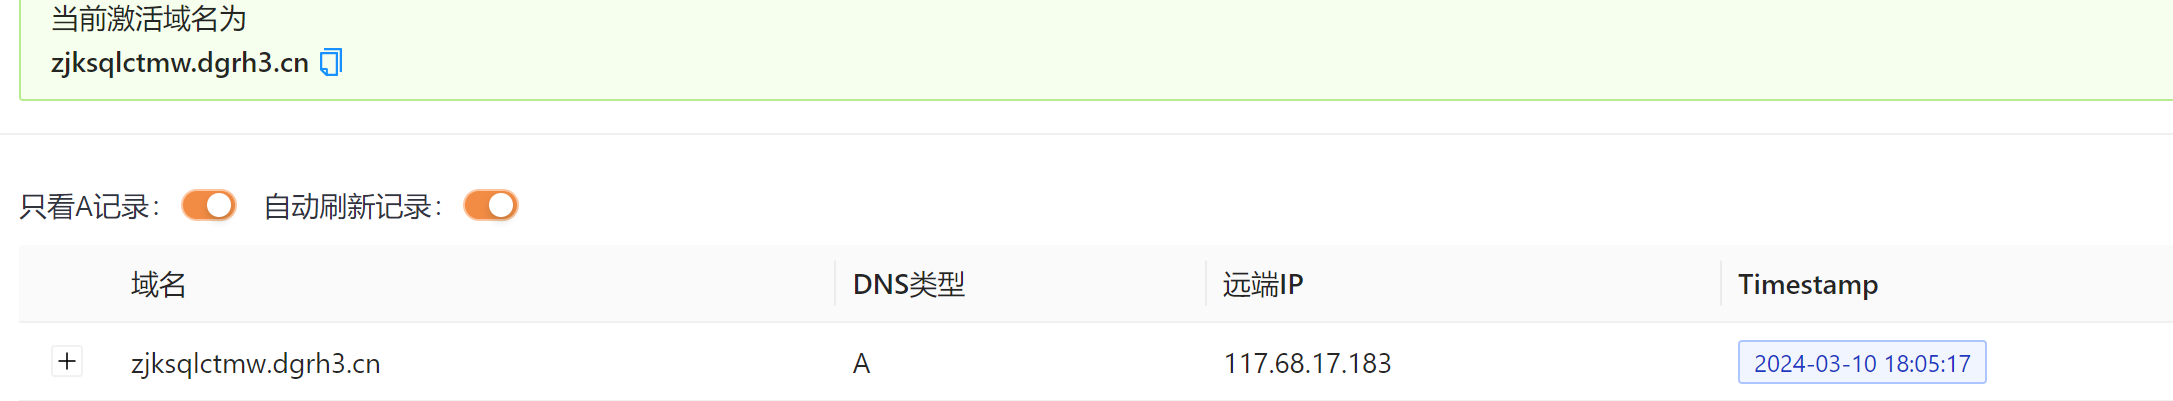 当前激活域名为
zjksqlctmw.dgrh3.cn
只看A记录： 自动刷新记录：
域名 DNS类型 远端IP Timestamp
zjksqlctmw.dgrh3.cn A 117.68.17.183 2024-03-10 18:05:17